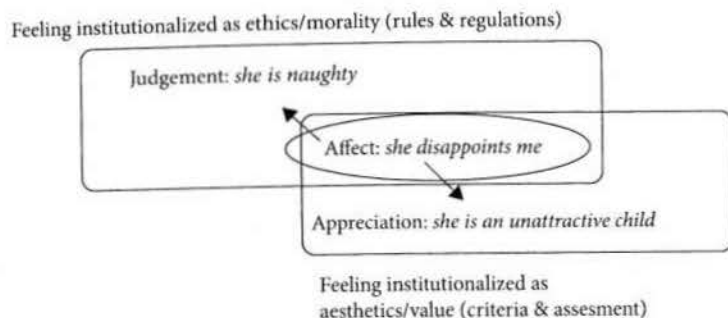 Feeling institutionalized as ethics/morality (rules & regulations)
Judgement: she is naughty
Affect: she disappoints me
Appreciation: she is an unattractive child
Feeling institutionalized as
aesthetics/value (criteria & assesment)